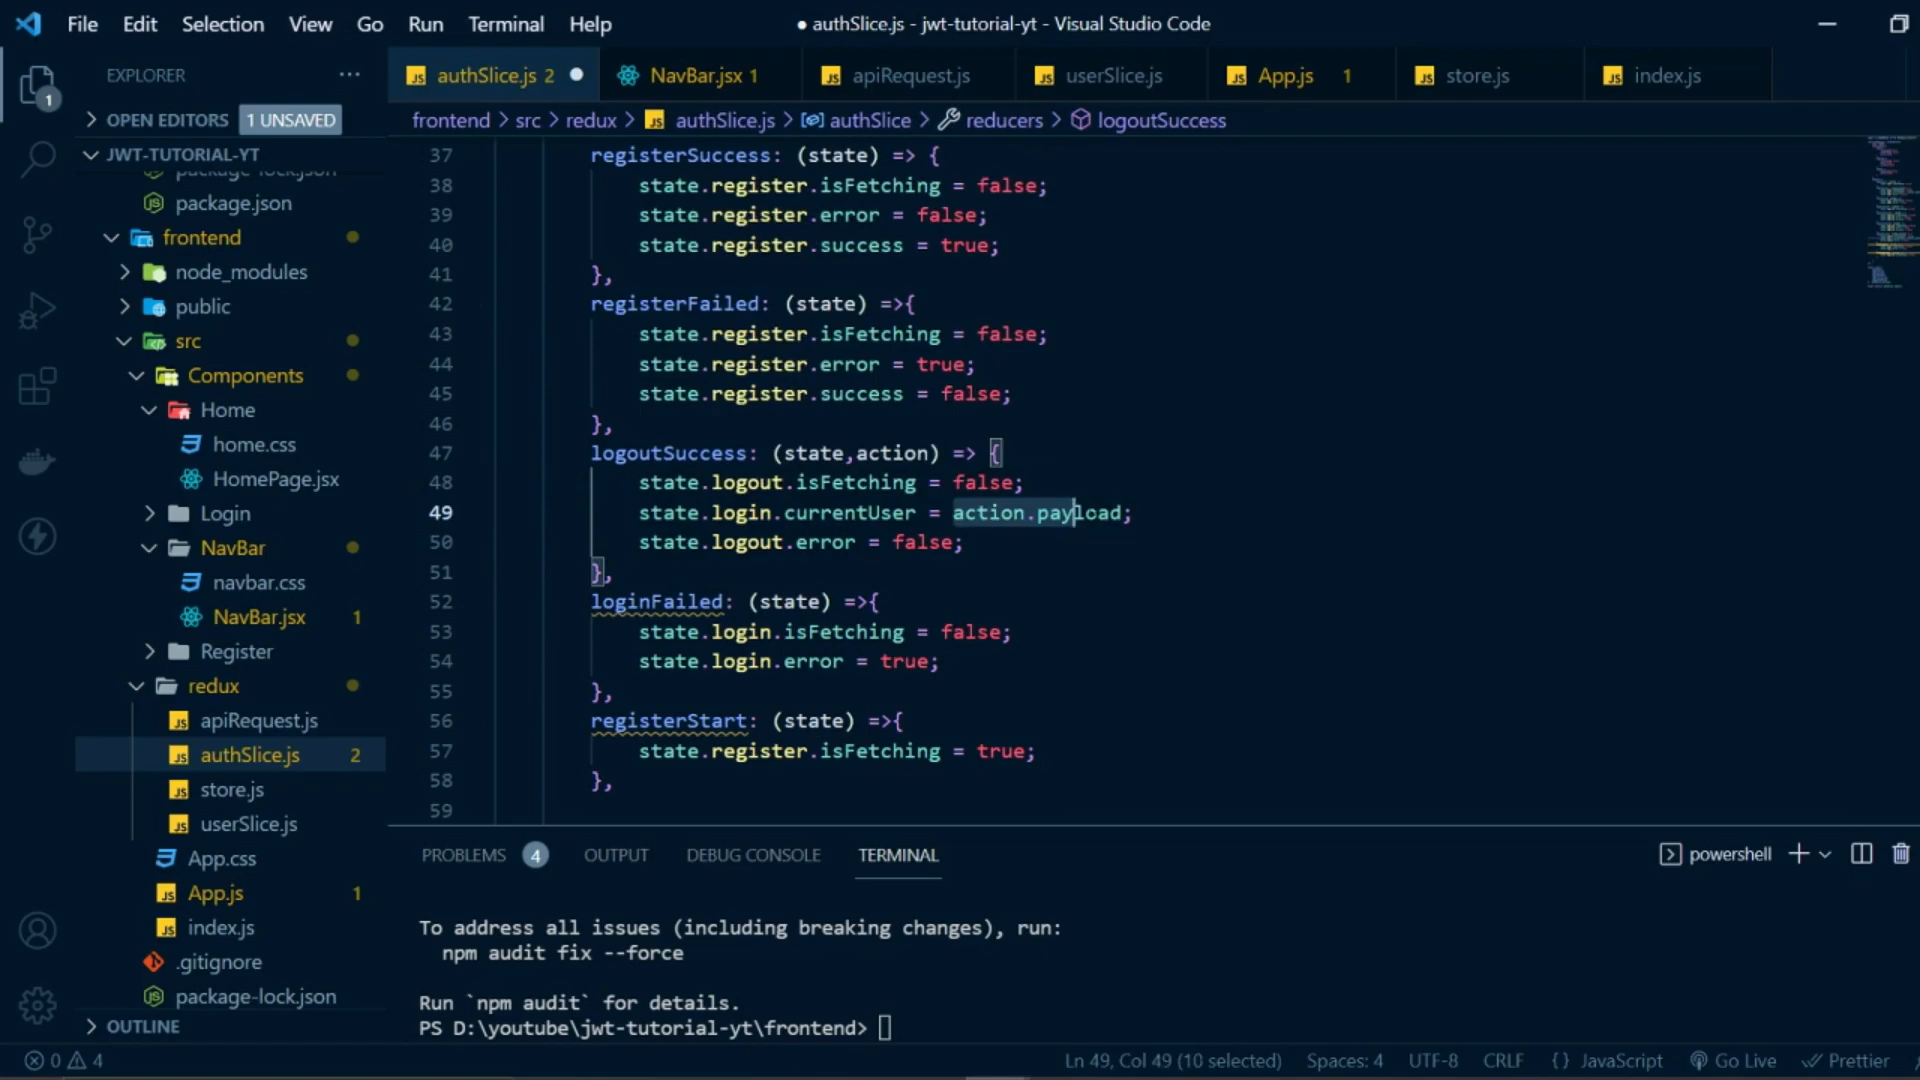 File Edit Selection View Go Run Terminal Help
● authSlice.js - jwt-tutorial-yt - Visual Studio Code
EXPLORER ···
authSlice.js 2 ●
NavBar.jsx 1
apiRequest.js
userSlice.js
App.js 1
store.js
index.js
1
OPEN EDITORS 1 UNSAVED
frontend > src > redux > authSlice.js > authSlice > reducers > logoutSuccess
JWT-TUTORIAL-YT
package-lock.json
package.json
frontend
node_modules
public
src
Components
Home
home.css
HomePage.jsx
Login
NavBar
navbar.css
NavBar.jsx 1
Register
redux
apiRequest.js
authSlice.js 2
store.js
userSlice.js
App.css
App.js 1
index.js
.gitignore
package-lock.json
OUTLINE
37 registerSuccess: (state) => {
38 state.register.isFetching = false;
39 state.register.error = false;
40 state.register.success = true;
41 },
42 registerFailed: (state) =>{
43 state.register.isFetching = false;
44 state.register.error = true;
45 state.register.success = false;
46 },
47 logoutSuccess: (state,action) => {
48 state.logout.isFetching = false;
49 state.login.currentUser = action.payload;
50 state.logout.error = false;
51 },
52 loginFailed: (state) =>{
53 state.login.isFetching = false;
54 state.login.error = true;
55 },
56 registerStart: (state) =>{
57 state.register.isFetching = true;
58 },
59
PROBLEMS 4 OUTPUT DEBUG CONSOLE TERMINAL
powershell
To address all issues (including breaking changes), run:
npm audit fix --force
Run `npm audit` for details.
PS D:\youtube\jwt-tutorial-yt\frontend>
0 4
Ln 49, Col 49 (10 selected) Spaces: 4 UTF-8 CRLF {} JavaScript Go Live Prettier